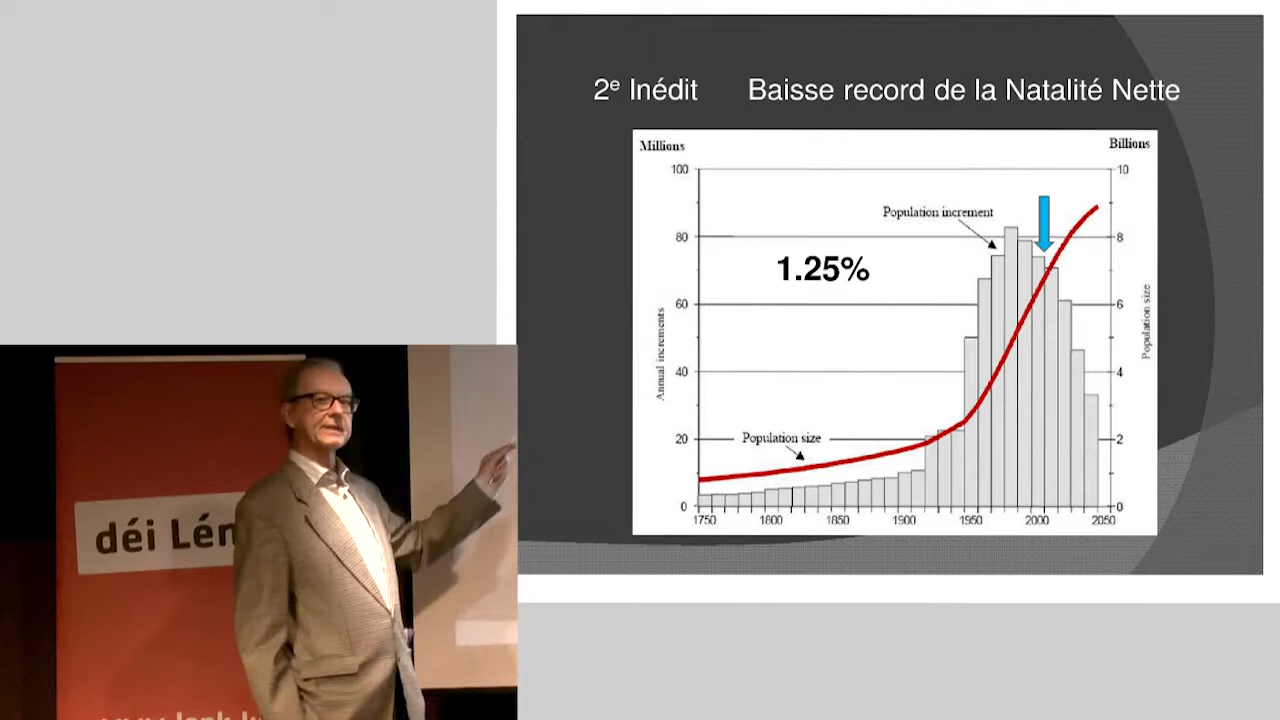 2e Inédit Baisse record de la Natalité Nette
Millions
Billions
100
80
60
40
20
0
Annual increments
Population increment
1.25%
Population size
10
8
6
4
2
0
Population size
1750 1800 1850 1900 1950 2000 2050
déi Lén